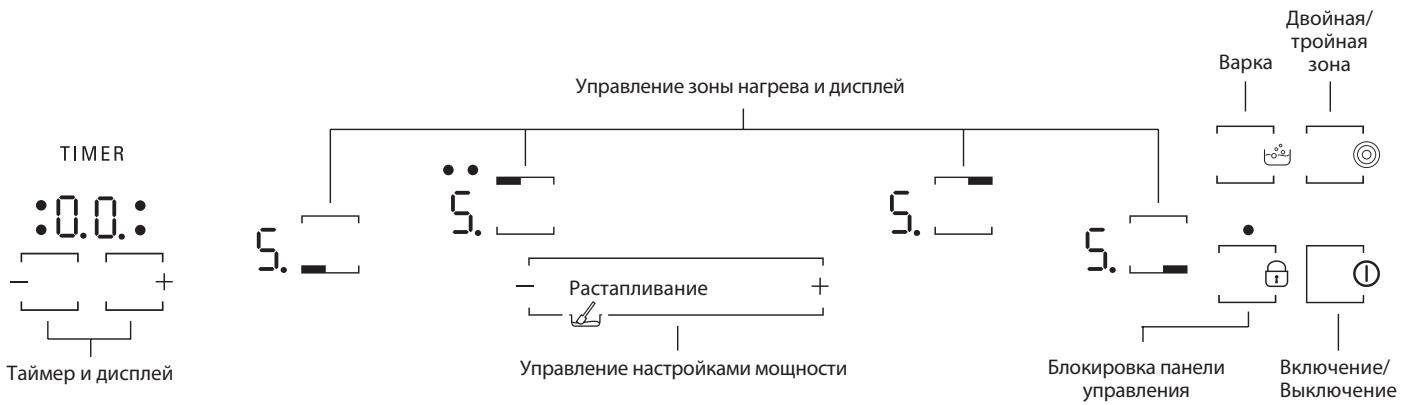 Двойная/
тройная
зона
Варка
Управление зоны нагрева и дисплей
TIMER
0.0.
5.
5.
5.
5.
− Растапливание +
− +
Таймер и дисплей
Управление настройками мощности
Блокировка панели
управления
Включение/
Выключение